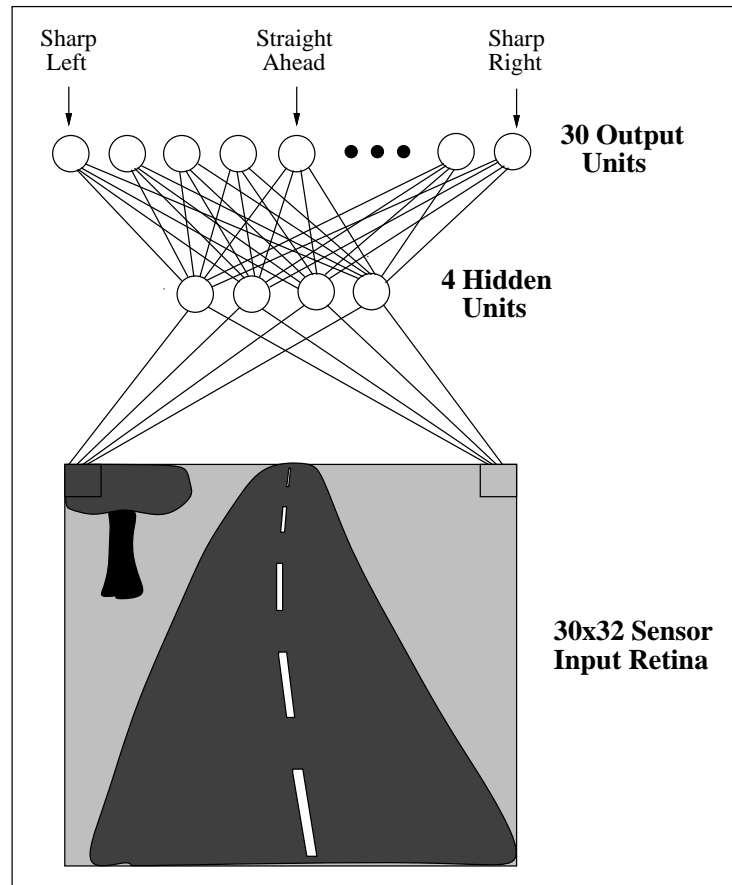 Sharp
Left
Straight
Ahead
Sharp
Right
30 Output
Units
4 Hidden
Units
30x32 Sensor
Input Retina